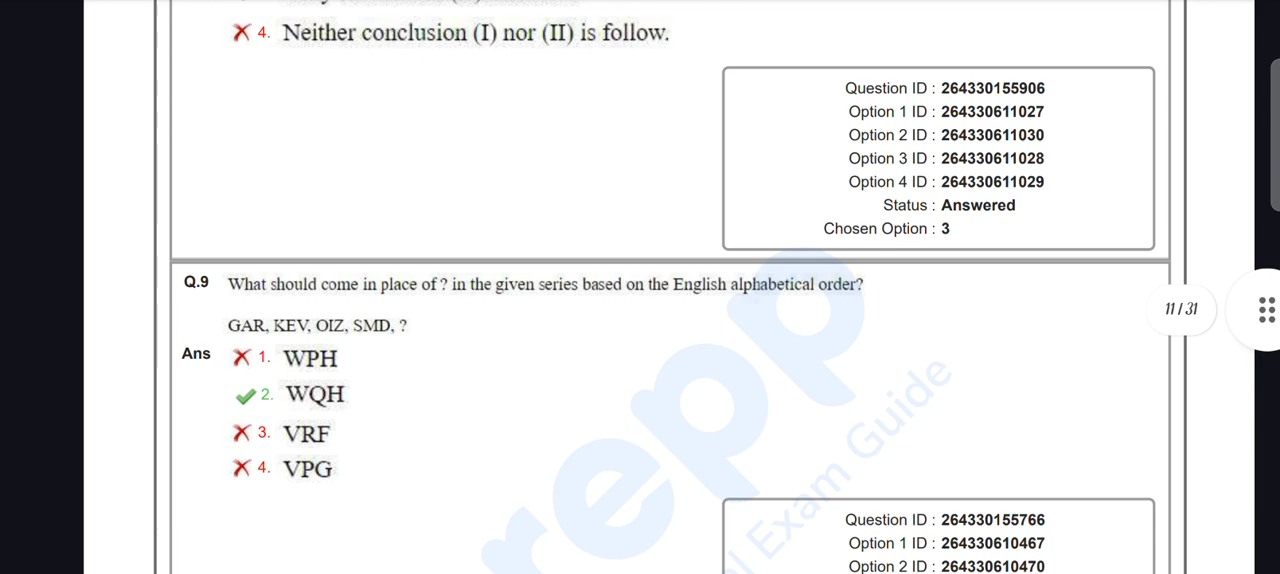 4. Neither conclusion (I) nor (II) is follow.
Question ID : 264330155906
Option 1 ID : 264330611027
Option 2 ID : 264330611030
Option 3 ID : 264330611028
Option 4 ID : 264330611029
Status : Answered
Chosen Option : 3
Q.9 What should come in place of ? in the given series based on the English alphabetical order?
GAR, KEV, OIZ, SMD, ?
Ans 1. WPH
2. WQH
3. VRF
4. VPG
11 / 31
Question ID : 264330155766
Option 1 ID : 264330610467
Option 2 ID : 264330610470
repp
Exam Guide